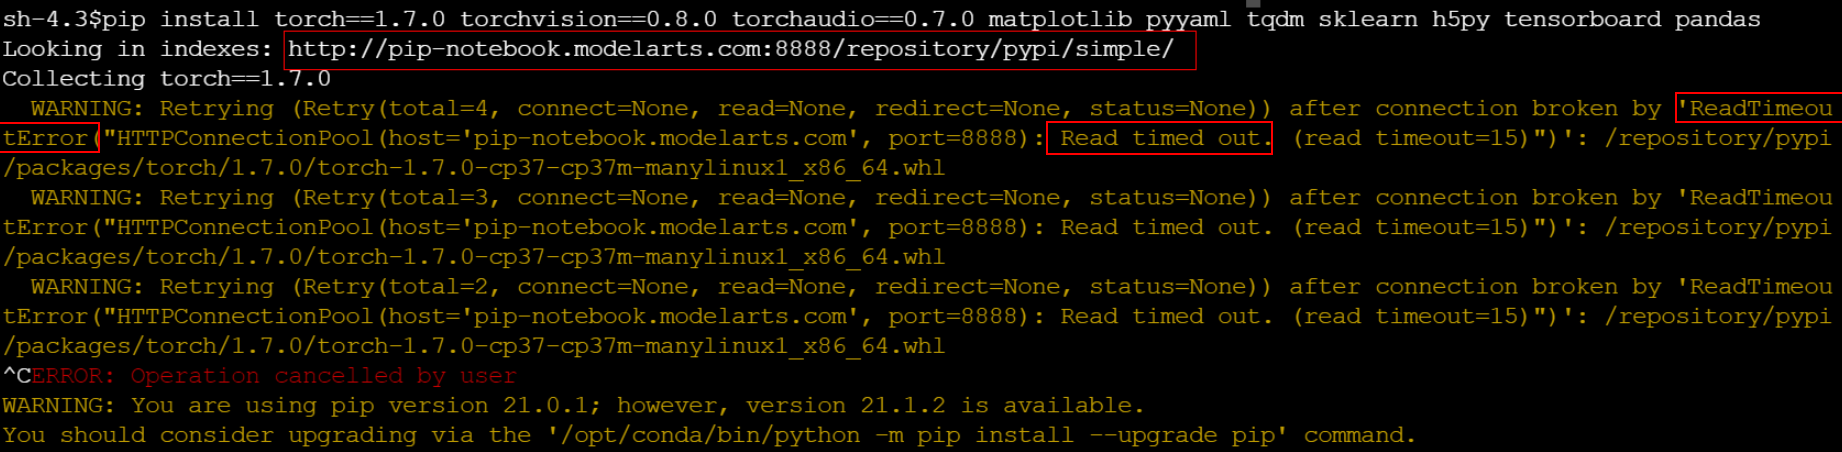 sh-4.3$pip install torch==1.7.0 torchvision==0.8.0 torchaudio==0.7.0 matplotlib pyyaml tqdm sklearn h5py tensorboard pandas
Looking in indexes: http://pip-notebook.modelarts.com:8888/repository/pypi/simple/
Collecting torch==1.7.0
  WARNING: Retrying (Retry(total=4, connect=None, read=None, redirect=None, status=None)) after connection broken by 'ReadTimeou
tError("HTTPConnectionPool(host='pip-notebook.modelarts.com', port=8888): Read timed out. (read timeout=15)")': /repository/pypi
/packages/torch/1.7.0/torch-1.7.0-cp37-cp37m-manylinux1_x86_64.whl
  WARNING: Retrying (Retry(total=3, connect=None, read=None, redirect=None, status=None)) after connection broken by 'ReadTimeou
tError("HTTPConnectionPool(host='pip-notebook.modelarts.com', port=8888): Read timed out. (read timeout=15)")': /repository/pypi
/packages/torch/1.7.0/torch-1.7.0-cp37-cp37m-manylinux1_x86_64.whl
  WARNING: Retrying (Retry(total=2, connect=None, read=None, redirect=None, status=None)) after connection broken by 'ReadTimeou
tError("HTTPConnectionPool(host='pip-notebook.modelarts.com', port=8888): Read timed out. (read timeout=15)")': /repository/pypi
/packages/torch/1.7.0/torch-1.7.0-cp37-cp37m-manylinux1_x86_64.whl
^CERROR: Operation cancelled by user
WARNING: You are using pip version 21.0.1; however, version 21.1.2 is available.
You should consider upgrading via the '/opt/conda/bin/python -m pip install --upgrade pip' command.